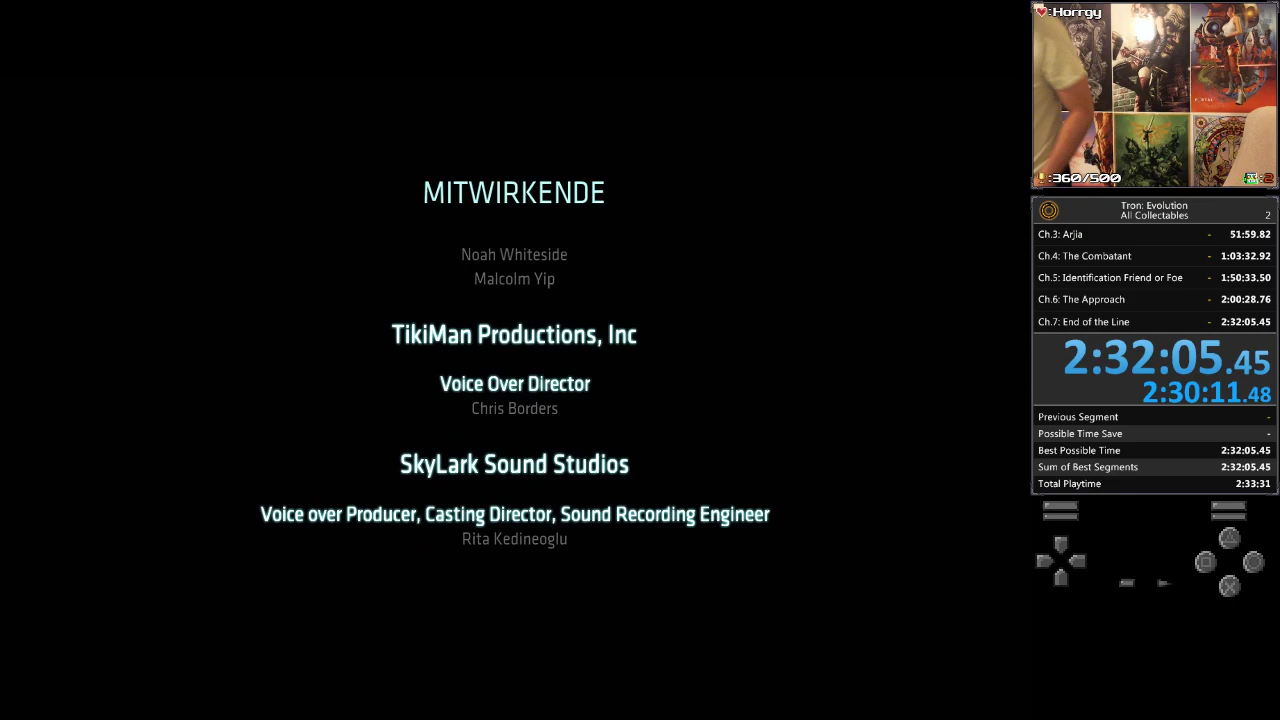 MITWIRKENDE
Noah Whiteside
Malcolm Yip
TikiMan Productions, Inc
Voice Over Director
Chris Borders
SkyLark Sound Studios
Voice over Producer, Casting Director, Sound Recording Engineer
Rita Kedineoglu
:Horrgy
PORTAL
:360/500
:2
Tron: Evolution
All Collectables 2
Ch.3: Arjia - 51:59.82
Ch.4: The Combatant - 1:03:32.92
Ch.5: Identification Friend or Foe - 1:50:33.50
Ch.6: The Approach - 2:00:28.76
Ch.7: End of the Line - 2:32:05.45
2:32:05.45
2:30:11.48
Previous Segment -
Possible Time Save -
Best Possible Time 2:32:05.45
Sum of Best Segments 2:32:05.45
Total Playtime 2:33:31